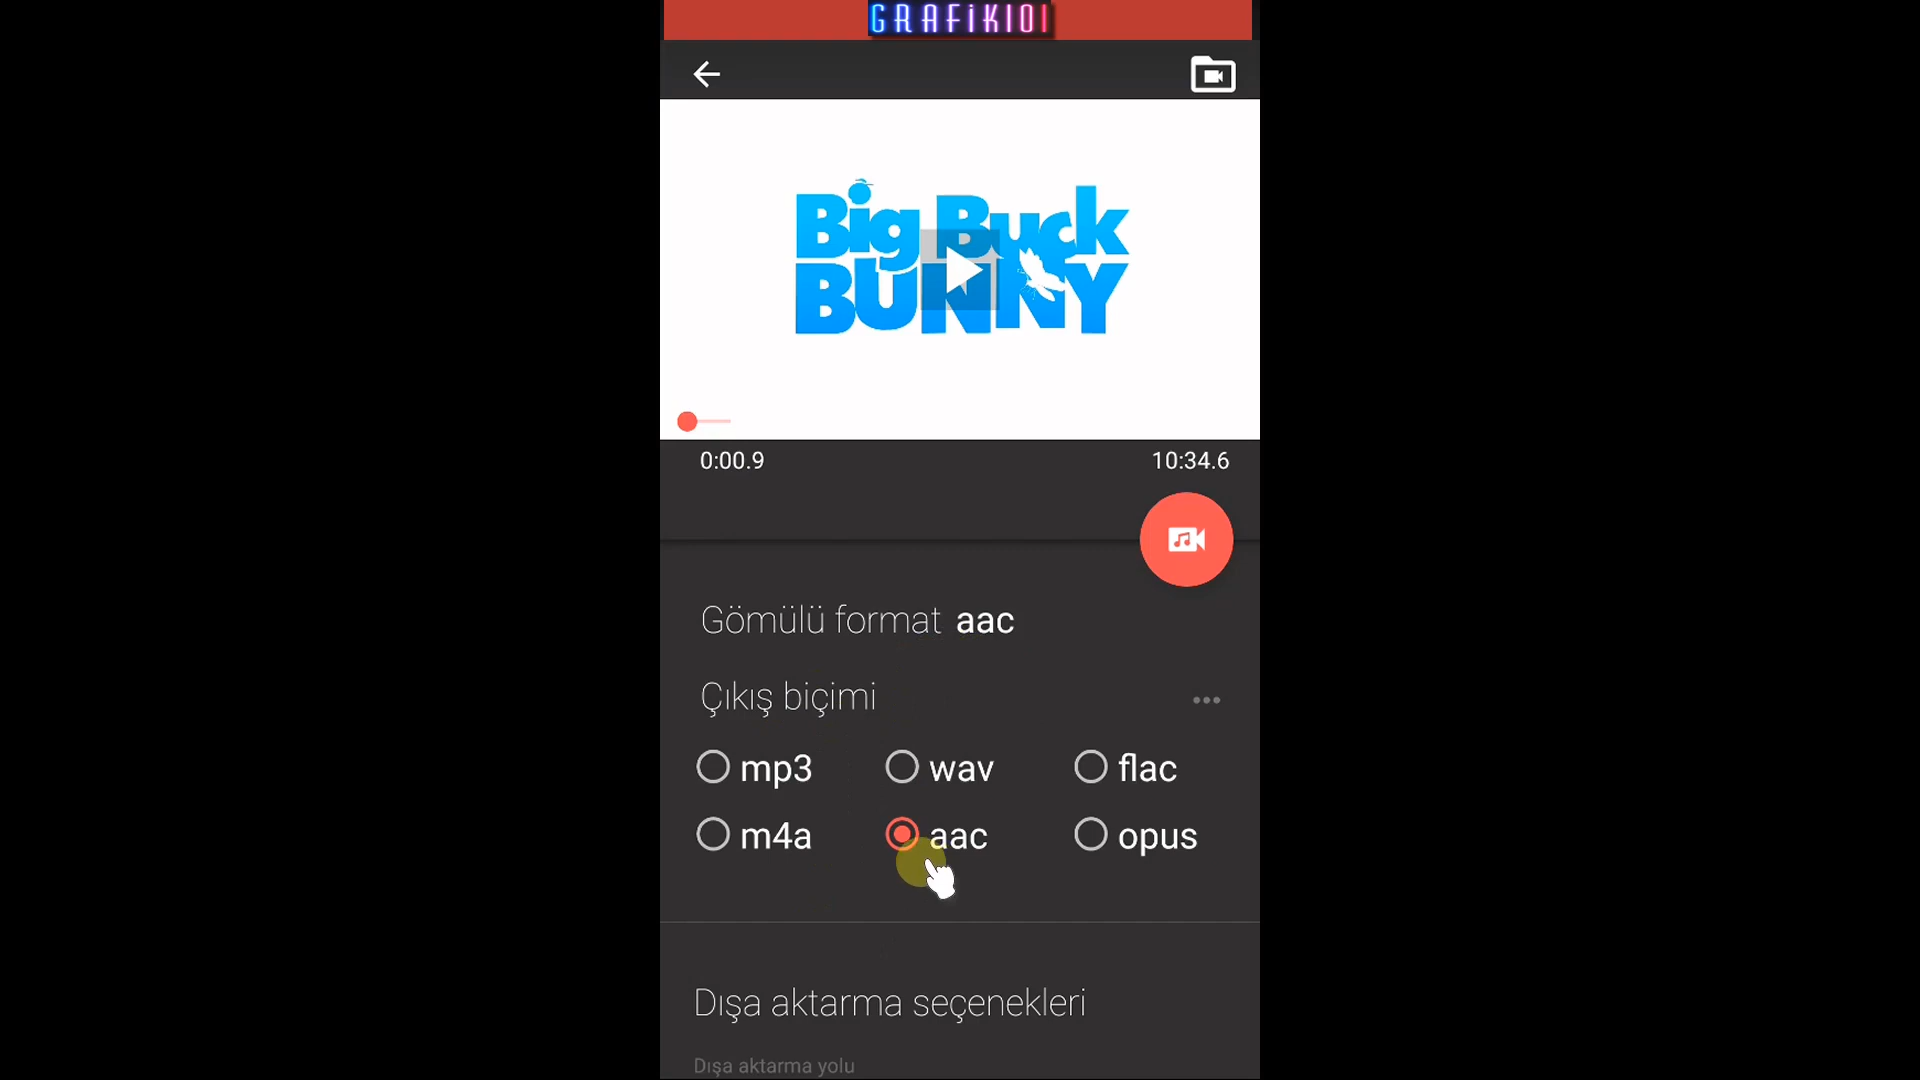 GRAFiK101
Big Buck
BUNNY
0:00.9 10:34.6
Gömülü format aac
Çıkış biçimi
mp3 wav flac
m4a aac opus
Dışa aktarma seçenekleri
Dışa aktarma yolu